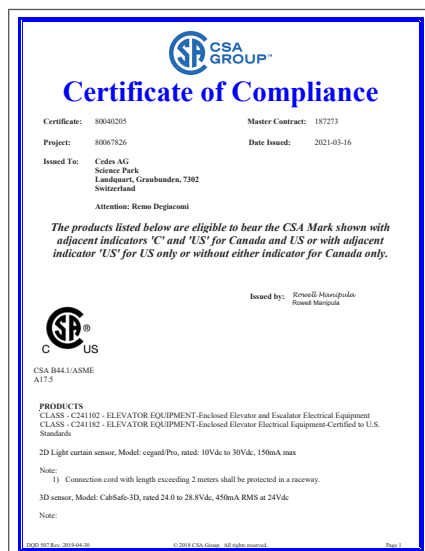 CSA
GROUP™
Certificate of Compliance
Certificate: 80040205 Master Contract: 187273
Project: 80067826 Date Issued: 2021-03-16
Issued To: Cedes AG
Science Park
Landquart, Graubunden, 7302
Switzerland
Attention: Remo Degiacomi
The products listed below are eligible to bear the CSA Mark shown with
adjacent indicators 'C' and 'US' for Canada and US or with adjacent
indicator 'US' for US only or without either indicator for Canada only.
Issued by: Rowell Manipula
Rowell Manipula
SA ®
C US
CSA B44.1/ASME
A17.5
PRODUCTS
CLASS - C241102 - ELEVATOR EQUIPMENT-Enclosed Elevator and Escalator Electrical Equipment
CLASS - C241182 - ELEVATOR EQUIPMENT-Enclosed Elevator Electrical Equipment-Certified to U.S.
Standards
2D Light curtain sensor, Model: cegard/Pro, rated: 10Vdc to 30Vdc, 150mA max
Note:
1) Connection cord with length exceeding 2 meters shall be protected in a raceway.
3D sensor, Model: CabSafe-3D, rated 24.0 to 28.8Vdc, 450mA RMS at 24Vdc
Note:
DQD 507 Rev. 2019-04-30 © 2018 CSA Group. All rights reserved. Page 1